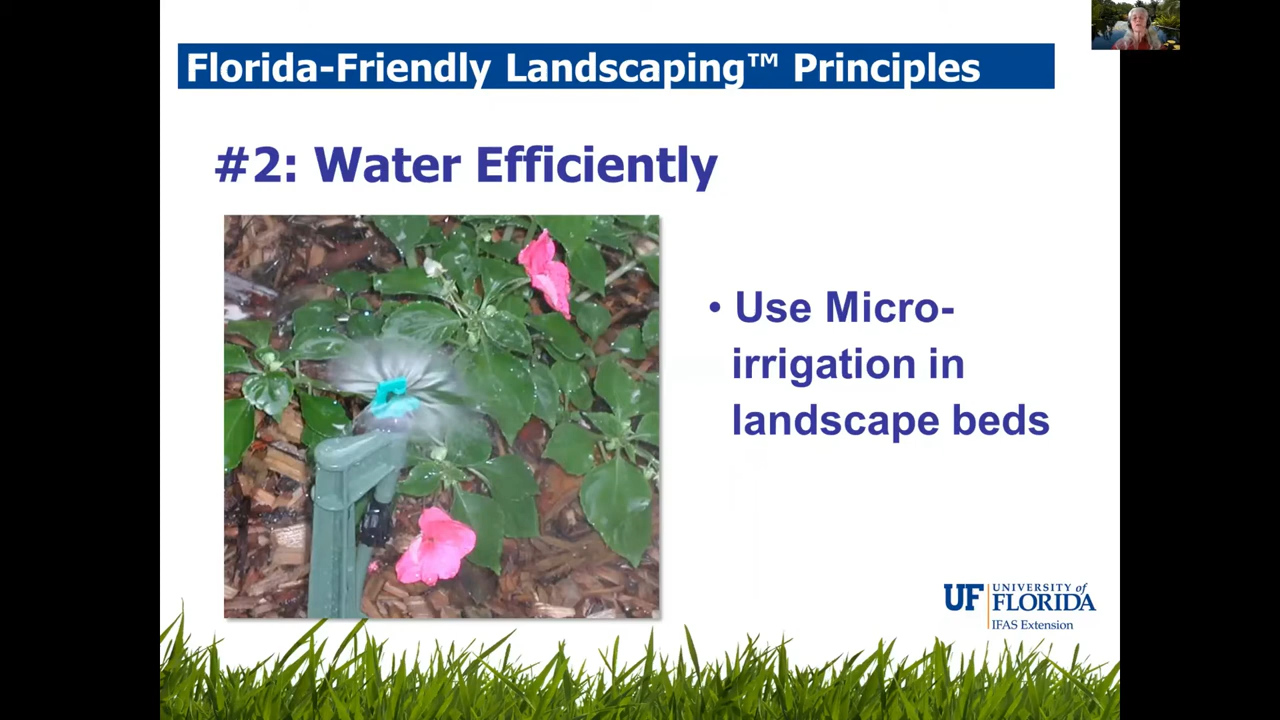 Florida-Friendly Landscaping™ Principles
#2: Water Efficiently
• Use Micro-
irrigation in
landscape beds
UF UNIVERSITY of
FLORIDA
IFAS Extension